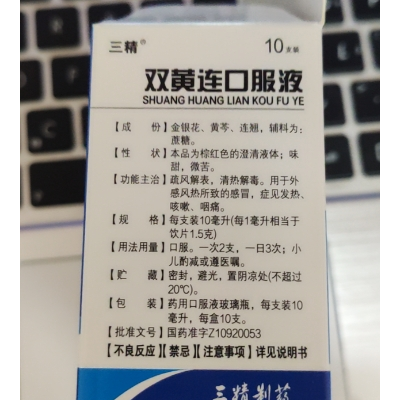 三精® 10支装
双黄连口服液
SHUANG HUANG LIAN KOU FU YE
【成 份】金银花、黄芩、连翘,辅料为:
蔗糖。
【性 状】本品为棕红色的澄清液体;味
甜,微苦。
【功能主治】疏风解表,清热解毒。用于外
感风热所致的感冒,症见发热、
咳嗽、咽痛。
【规 格】每支装10毫升(每1毫升相当于
饮片1.5克)
【用法用量】口服。一次2支,一日3次;小
儿酌减或遵医嘱。
【贮 藏】密封,避光,置阴凉处(不超过
20℃)。
【包 装】药用口服液玻璃瓶,每支装10
毫升,每盒10支。
【批准文号】国药准字Z10920053
【不良反应】【禁忌】【注意事项】详见说明书
三精制药